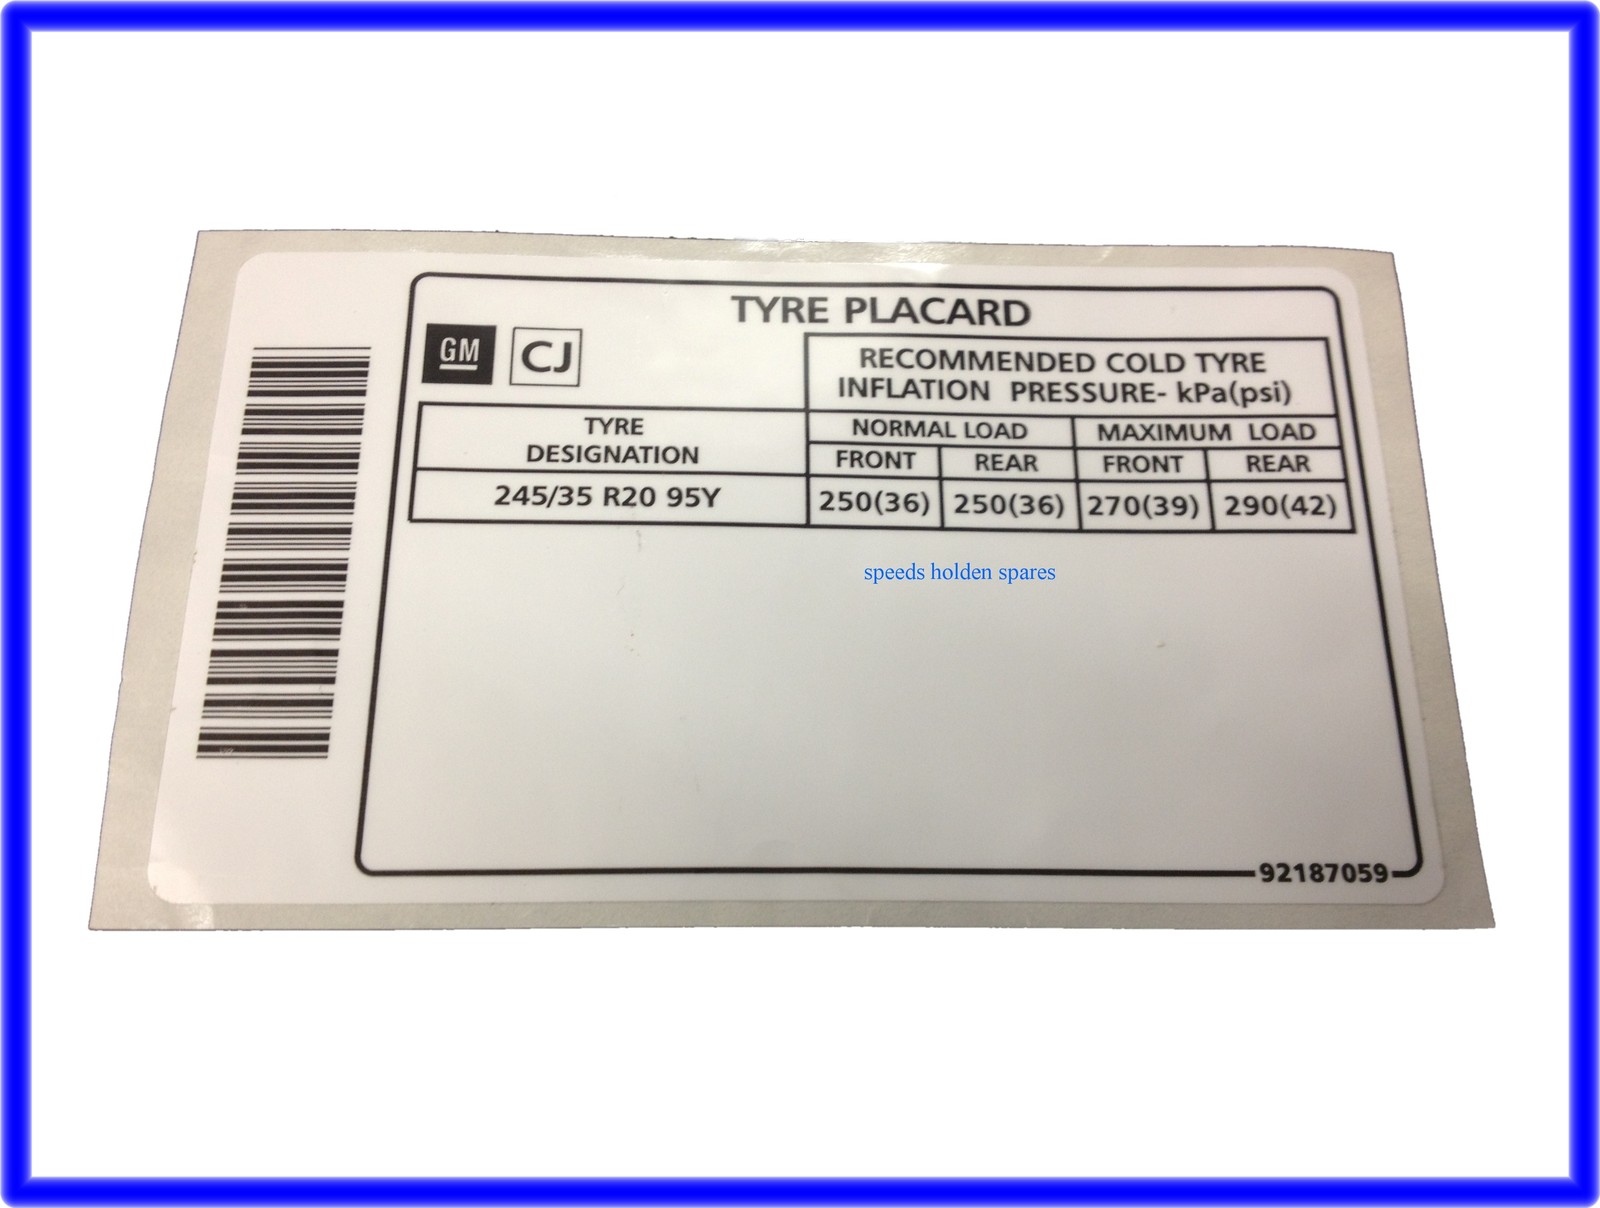 TYRE PLACARD
GM CJ
RECOMMENDED COLD TYRE
INFLATION PRESSURE- kPa(psi)
TYRE
DESIGNATION
NORMAL LOAD MAXIMUM LOAD
FRONT REAR FRONT REAR
245/35 R20 95Y 250(36) 250(36) 270(39) 290(42)
speeds holden spares
92187059